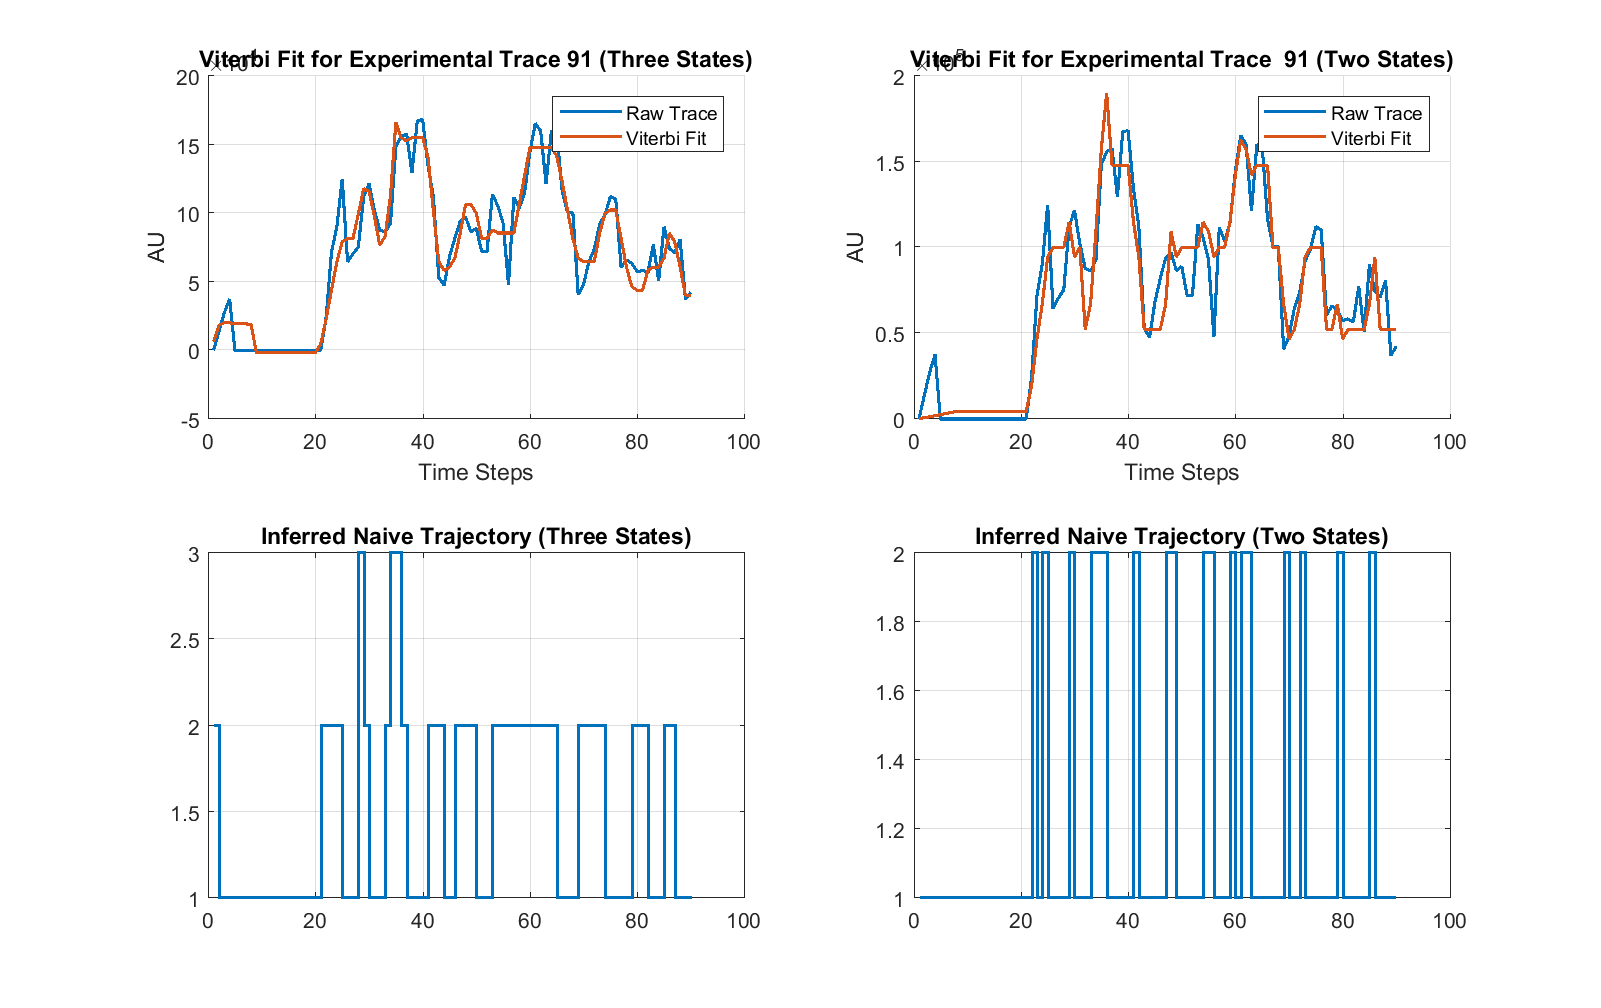 Viterbi Fit for Experimental Trace 91 (Three States)
×10
20
15
10
5
0
-5
AU
Raw Trace
Viterbi Fit
0 20 40 60 80 100
Time Steps
Viterbi Fit for Experimental Trace 91 (Two States)
×10⁵
2
1.5
1
0.5
0
AU
Raw Trace
Viterbi Fit
0 20 40 60 80 100
Time Steps
Inferred Naive Trajectory (Three States)
3
2.5
2
1.5
1
0 20 40 60 80 100
Inferred Naive Trajectory (Two States)
2
1.8
1.6
1.4
1.2
1
0 20 40 60 80 100